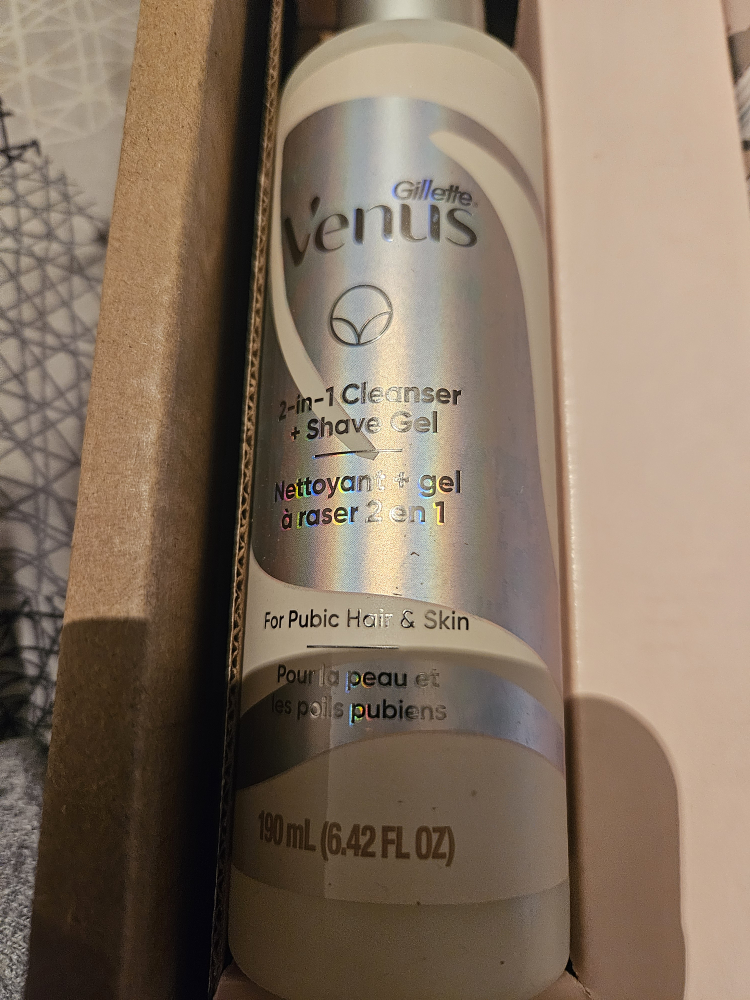 Gillette
Venus
2-in-1 Cleanser
+ Shave Gel
Nettoyant + gel
à raser 2 en 1
For Pubic Hair & Skin
Pour la peau et
les poils pubiens
190 mL (6.42 FL OZ)